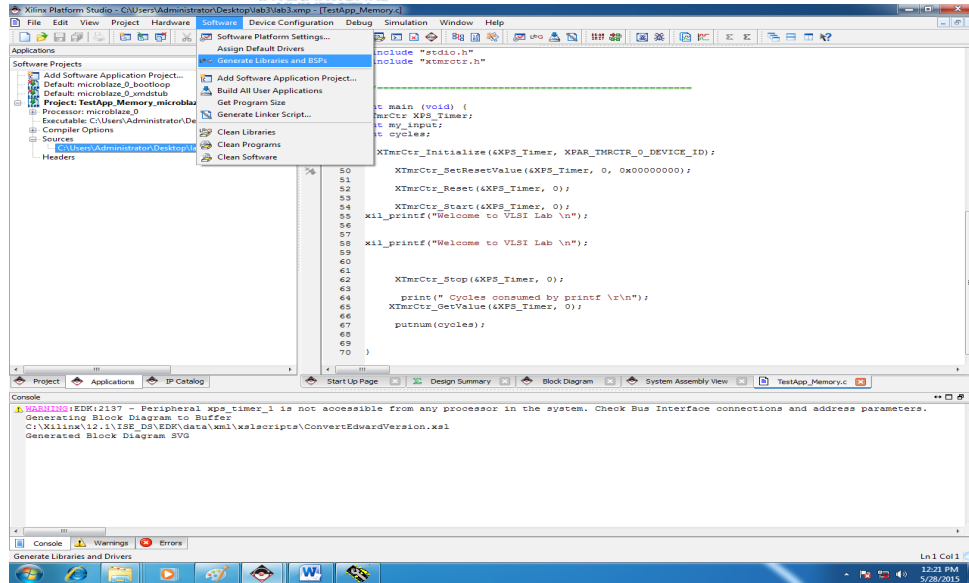 Xilinx Platform Studio - C:\Users\Administrator\Desktop\lab3\lab3.xmp - [TestApp_Memory.c]
File Edit View Project Hardware Software Device Configuration Debug Simulation Window Help
Software Platform Settings...
Assign Default Drivers
Generate Libraries and BSPs
Add Software Application Project...
Build All User Applications
Get Program Size
Generate Linker Script...
Clean Libraries
Clean Programs
Clean Software
Applications
Software Projects
Add Software Application Project...
Default: microblaze_0_bootloop
Default: microblaze_0_xmdstub
Project: TestApp_Memory_microblaz
Processor: microblaze_0
Executable: C:\Users\Administrator\De
Compiler Options
Sources
C:\Users\Administrator\Desktop\la
Headers
include "stdio.h"
include "xtmrctr.h"
====================================================
t main (void) {
mrCtr XPS_Timer;
t my_input;
t cycles;
XTmrCtr_Initialize(&XPS_Timer, XPAR_TMRCTR_0_DEVICE_ID);
50 XTmrCtr_SetResetValue(&XPS_Timer, 0, 0x00000000);
51
52 XTmrCtr_Reset(&XPS_Timer, 0);
53
54 XTmrCtr_Start(&XPS_Timer, 0);
55 xil_printf("Welcome to VLSI Lab \n");
56
57
58 xil_printf("Welcome to VLSI Lab \n");
59
60
61
62 XTmrCtr_Stop(&XPS_Timer, 0);
63
64 print(" Cycles consumed by printf \r\n");
65 XTmrCtr_GetValue(&XPS_Timer, 0);
66
67 putnum(cycles);
68
69
70 }
Project Applications IP Catalog
Start Up Page Design Summary Block Diagram System Assembly View TestApp_Memory.c
Console
WARNING:EDK:2137 - Peripheral xps_timer_1 is not accessible from any processor in the system. Check Bus Interface connections and address parameters.
Generating Block Diagram to Buffer
C:\Xilinx\12.1\ISE_DS\EDK\data\xml\xslscripts\ConvertEdwardVersion.xsl
Generated Block Diagram SVG
Console Warnings Errors
Generate Libraries and Drivers
Ln 1 Col 1
12:21 PM
5/28/2015